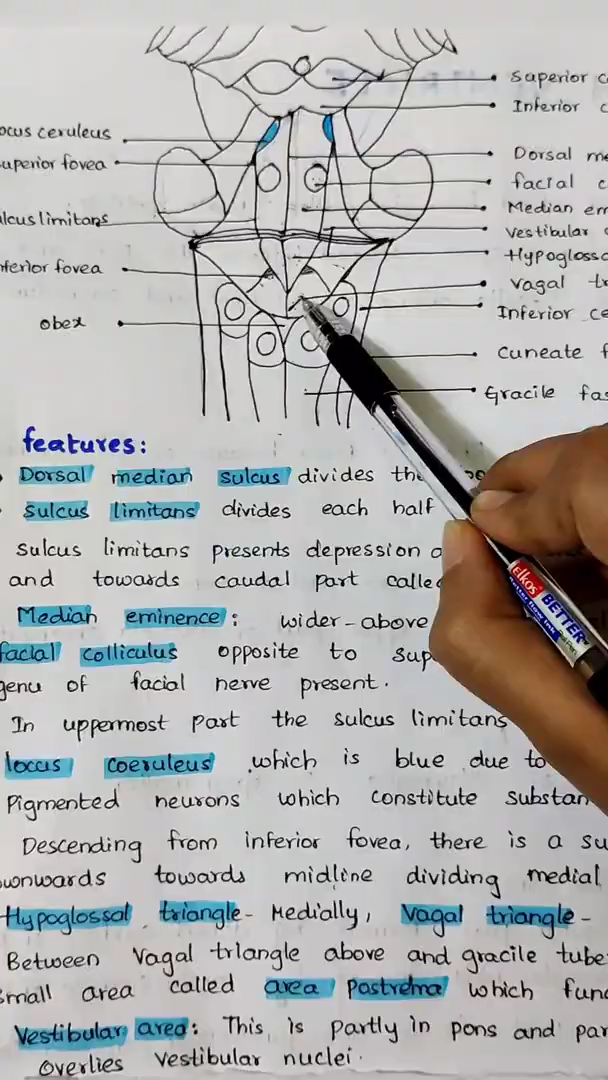 Superior c
Inferior c
ocus ceruleus
Dorsal me
uperior fovea
facial c
Median em
ulcus limitans
Vestibular
Hypogloss
nferior fovea
Vagal tr
Inferior ce
obex
Cuneate f
Gracile fas
features:
Dorsal median sulcus divides th
Sulcus limitans divides each half
sulcus limitans presents depression
and towards caudal part calle
Median eminence: wider-above
facial colliculus opposite to sup
genu of facial nerve present.
In uppermost part the sulcus limitans
locus coeruleus which is blue due to
Pigmented neurons which constitute substan
Descending from inferior fovea, there is a su
ownwards towards midline dividing medial
Hypoglossal triangle- Medially, Vagal triangle-
Between Vagal triangle above and gracile tube
small area called area postrema which fun
Vestibular area: This is partly in pons and par
overlies vestibular nuclei.
elkos BETTER